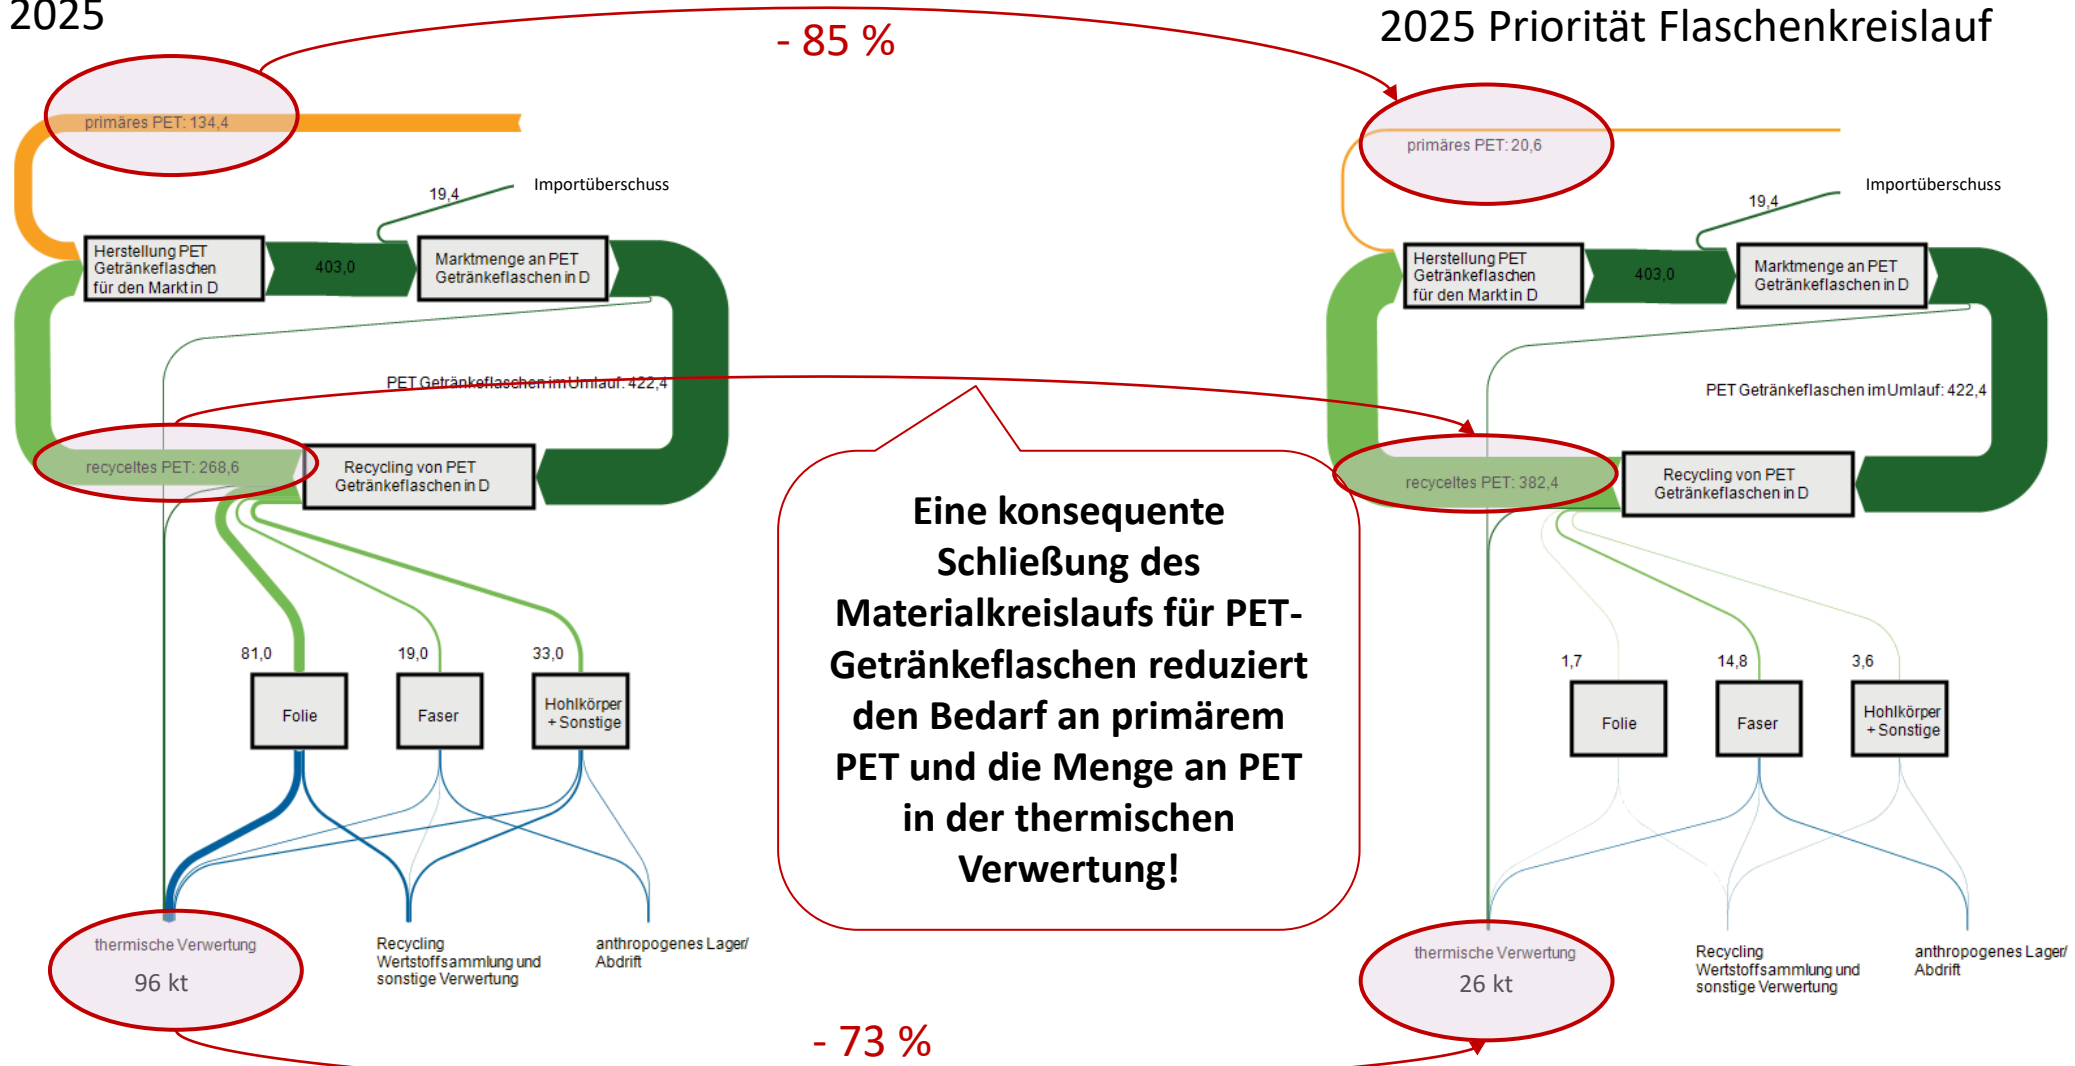 2025
- 85 %
2025 Priorität Flaschenkreislauf
primäres PET: 134,4
19,4
Importüberschuss
Herstellung PET
Getränkeflaschen
für den Markt in D
403,0
Marktmenge an PET
Getränkeflaschen in D
PET Getränkeflaschen im Umlauf: 422,4
recyceltes PET: 268,6
Recycling von PET
Getränkeflaschen in D
81,0
19,0
33,0
Folie
Faser
Hohlkörper
+ Sonstige
thermische Verwertung
96 kt
Recycling
Wertstoffsammlung und
sonstige Verwertung
anthropogenes Lager/
Abdrift
Eine konsequente
Schließung des
Materialkreislaufs für PET-
Getränkeflaschen reduziert
den Bedarf an primärem
PET und die Menge an PET
in der thermischen
Verwertung!
- 73 %
primäres PET: 20,6
19,4
Importüberschuss
Herstellung PET
Getränkeflaschen
für den Markt in D
403,0
Marktmenge an PET
Getränkeflaschen in D
PET Getränkeflaschen im Umlauf: 422,4
recyceltes PET: 382,4
Recycling von PET
Getränkeflaschen in D
1,7
14,8
3,6
Folie
Faser
Hohlkörper
+ Sonstige
thermische Verwertung
26 kt
Recycling
Wertstoffsammlung und
sonstige Verwertung
anthropogenes Lager/
Abdrift